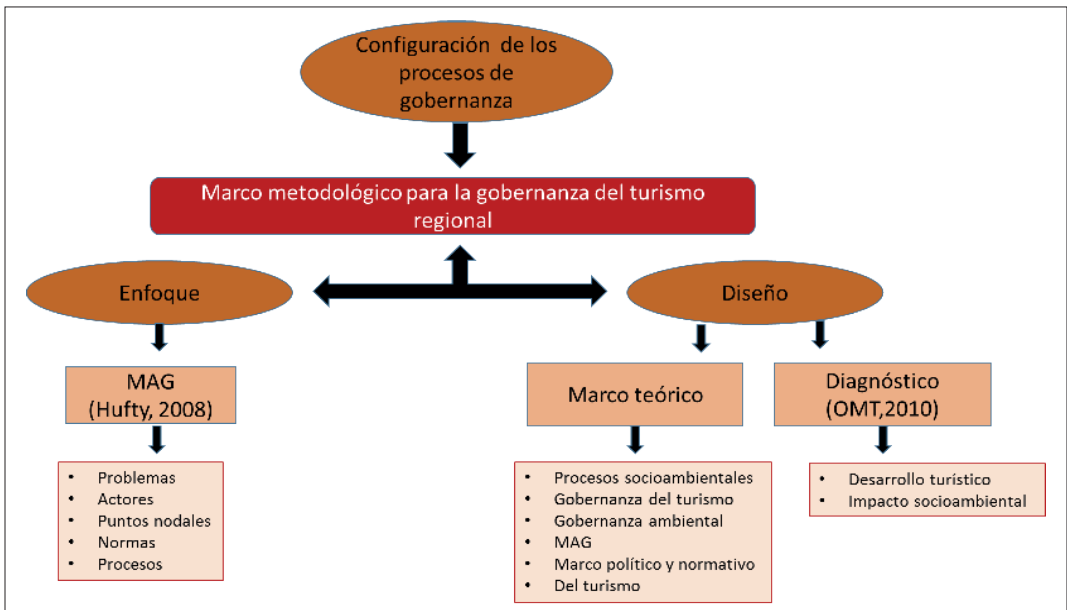 Configuración de los
procesos de
gobernanza
Marco metodológico para la gobernanza del turismo
regional
Enfoque
Diseño
MAG
(Hufty, 2008)
Marco teórico
Diagnóstico
(OMT,2010)
• Problemas
• Actores
• Puntos nodales
• Normas
• Procesos
• Procesos socioambientales
• Gobernanza del turismo
• Gobernanza ambiental
• MAG
• Marco político y normativo
• Del turismo
• Desarrollo turístico
• Impacto socioambiental